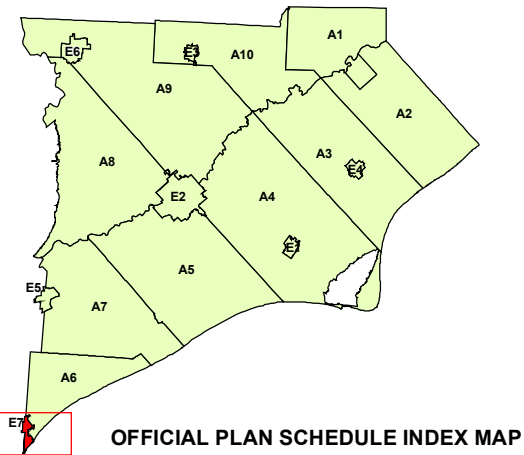 A1
E6
E3
A10
A9
A2
A3
A8
E4
E2
A4
E1
A5
E5
A7
A6
E7
OFFICIAL PLAN SCHEDULE INDEX MAP